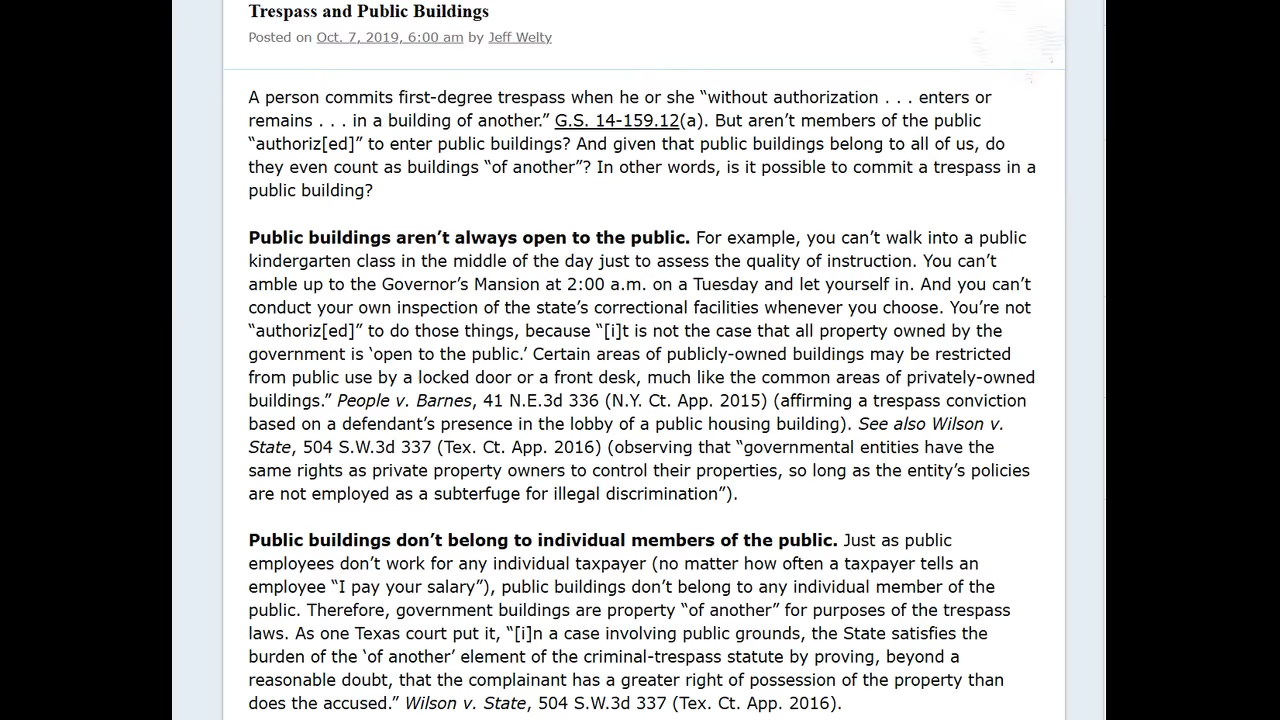 Trespass and Public Buildings
Posted on Oct. 7, 2019, 6:00 am by Jeff Welty
A person commits first-degree trespass when he or she “without authorization . . . enters or
remains . . . in a building of another.” G.S. 14-159.12(a). But aren’t members of the public
“authoriz[ed]” to enter public buildings? And given that public buildings belong to all of us, do
they even count as buildings “of another”? In other words, is it possible to commit a trespass in a
public building?
Public buildings aren’t always open to the public. For example, you can’t walk into a public
kindergarten class in the middle of the day just to assess the quality of instruction. You can’t
amble up to the Governor’s Mansion at 2:00 a.m. on a Tuesday and let yourself in. And you can’t
conduct your own inspection of the state’s correctional facilities whenever you choose. You’re not
“authoriz[ed]” to do those things, because “[i]t is not the case that all property owned by the
government is ‘open to the public.’ Certain areas of publicly-owned buildings may be restricted
from public use by a locked door or a front desk, much like the common areas of privately-owned
buildings.” People v. Barnes, 41 N.E.3d 336 (N.Y. Ct. App. 2015) (affirming a trespass conviction
based on a defendant’s presence in the lobby of a public housing building). See also Wilson v.
State, 504 S.W.3d 337 (Tex. Ct. App. 2016) (observing that “governmental entities have the
same rights as private property owners to control their properties, so long as the entity’s policies
are not employed as a subterfuge for illegal discrimination”).
Public buildings don’t belong to individual members of the public. Just as public
employees don’t work for any individual taxpayer (no matter how often a taxpayer tells an
employee “I pay your salary”), public buildings don’t belong to any individual member of the
public. Therefore, government buildings are property “of another” for purposes of the trespass
laws. As one Texas court put it, “[i]n a case involving public grounds, the State satisfies the
burden of the ‘of another’ element of the criminal-trespass statute by proving, beyond a
reasonable doubt, that the complainant has a greater right of possession of the property than
does the accused.” Wilson v. State, 504 S.W.3d 337 (Tex. Ct. App. 2016).